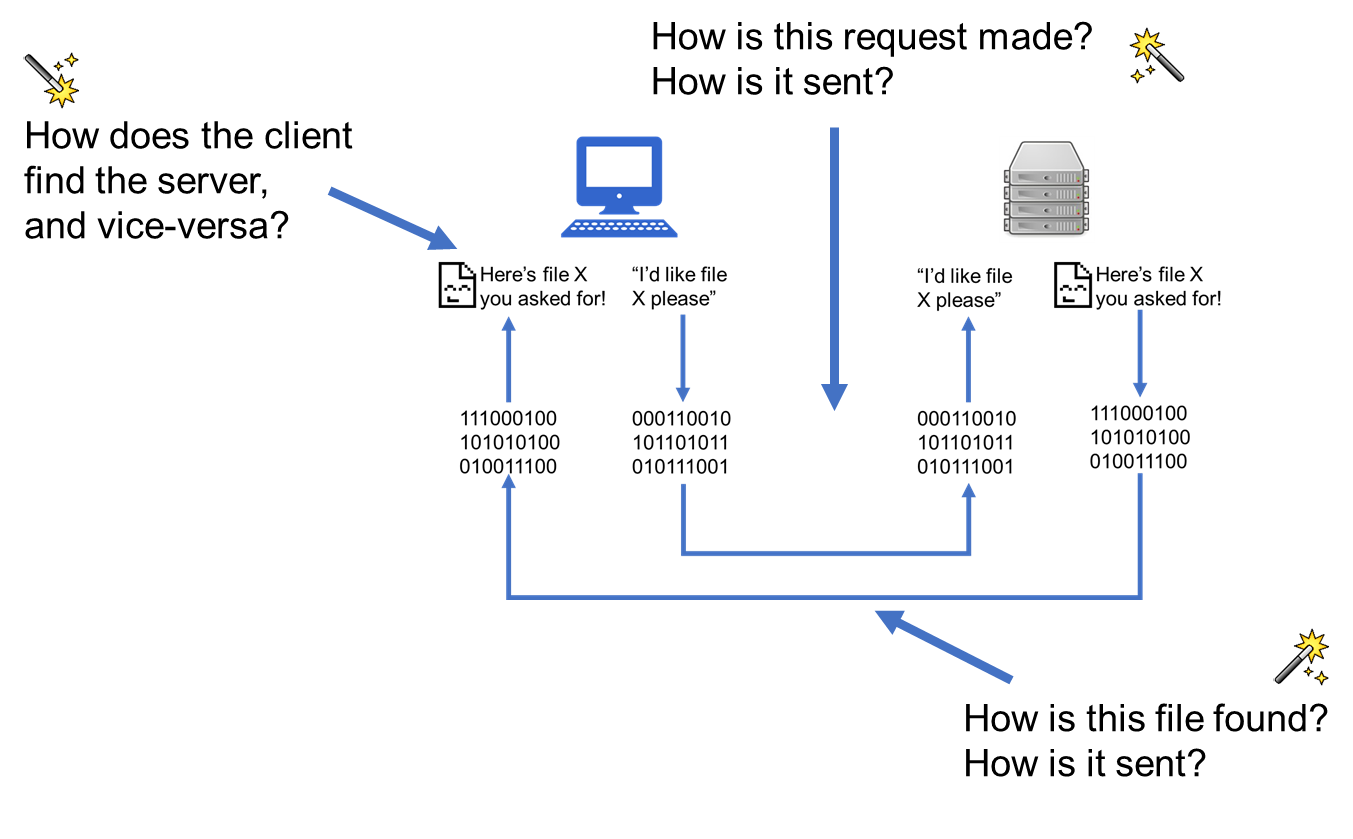 How is this request made?
How is it sent?
How does the client
find the server,
and vice-versa?
Here’s file X
you asked for!
“I’d like file
X please”
“I’d like file
X please”
Here’s file X
you asked for!
111000100
101010100
010011100
000110010
101101011
010111001
000110010
101101011
010111001
111000100
101010100
010011100
How is this file found?
How is it sent?